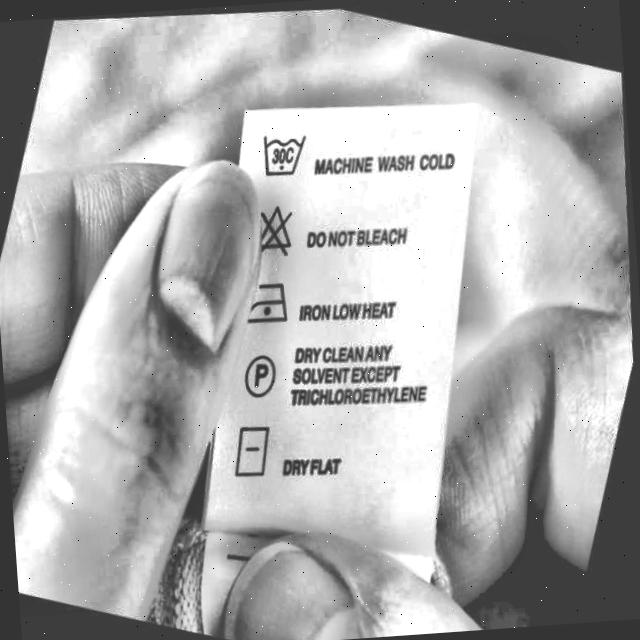 30C
MACHINE WASH COLD
DO NOT BLEACH
IRON LOW HEAT
P
DRY CLEAN ANY
SOLVENT EXCEPT
TRICHLOROETHYLENE
DRY FLAT